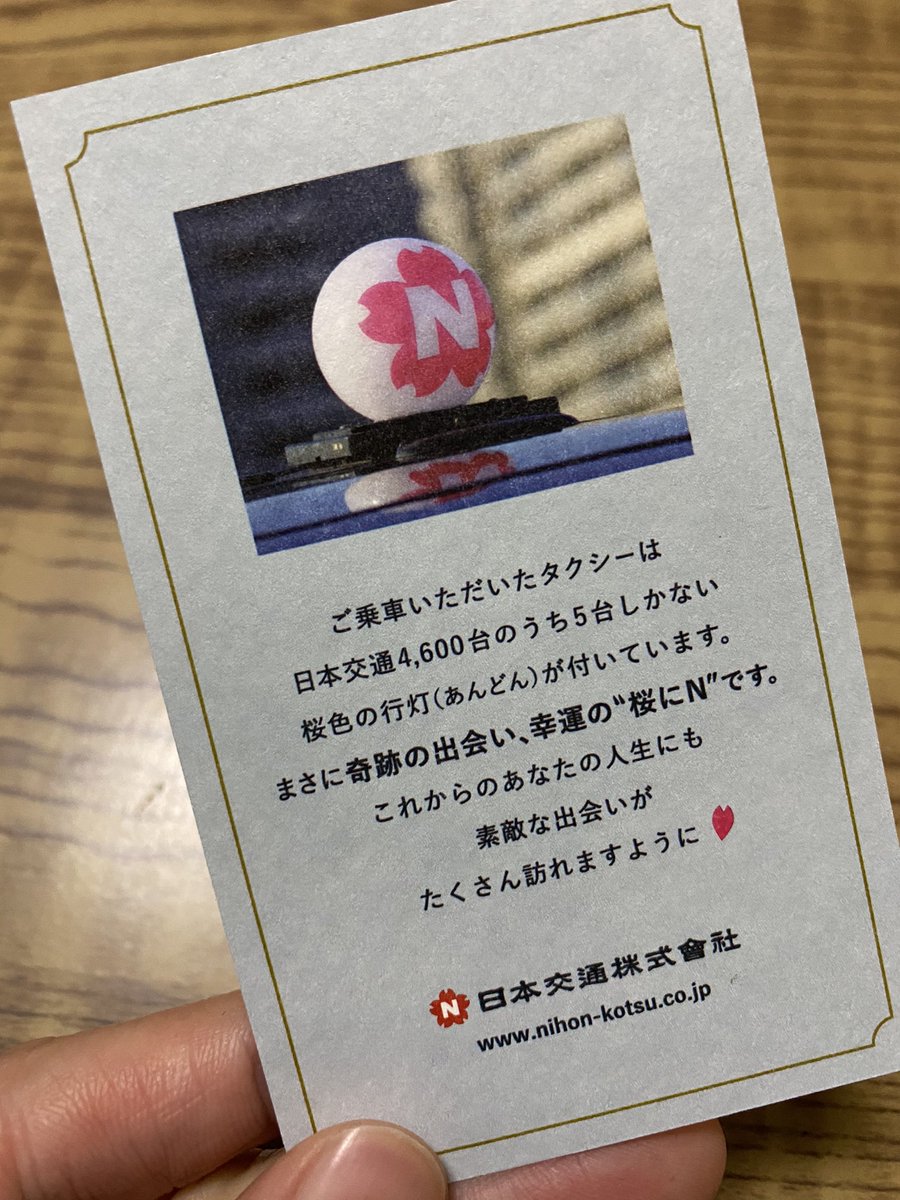 N
ご乗車いただいたタクシーは
日本交通4,600台のうち5台しかない
桜色の行灯(あんどん)が付いています。
まさに奇跡の出会い、幸運の“桜にN”です。
これからのあなたの人生にも
素敵な出会いが
たくさん訪れますように
N 日本交通株式會社
www.nihon-kotsu.co.jp